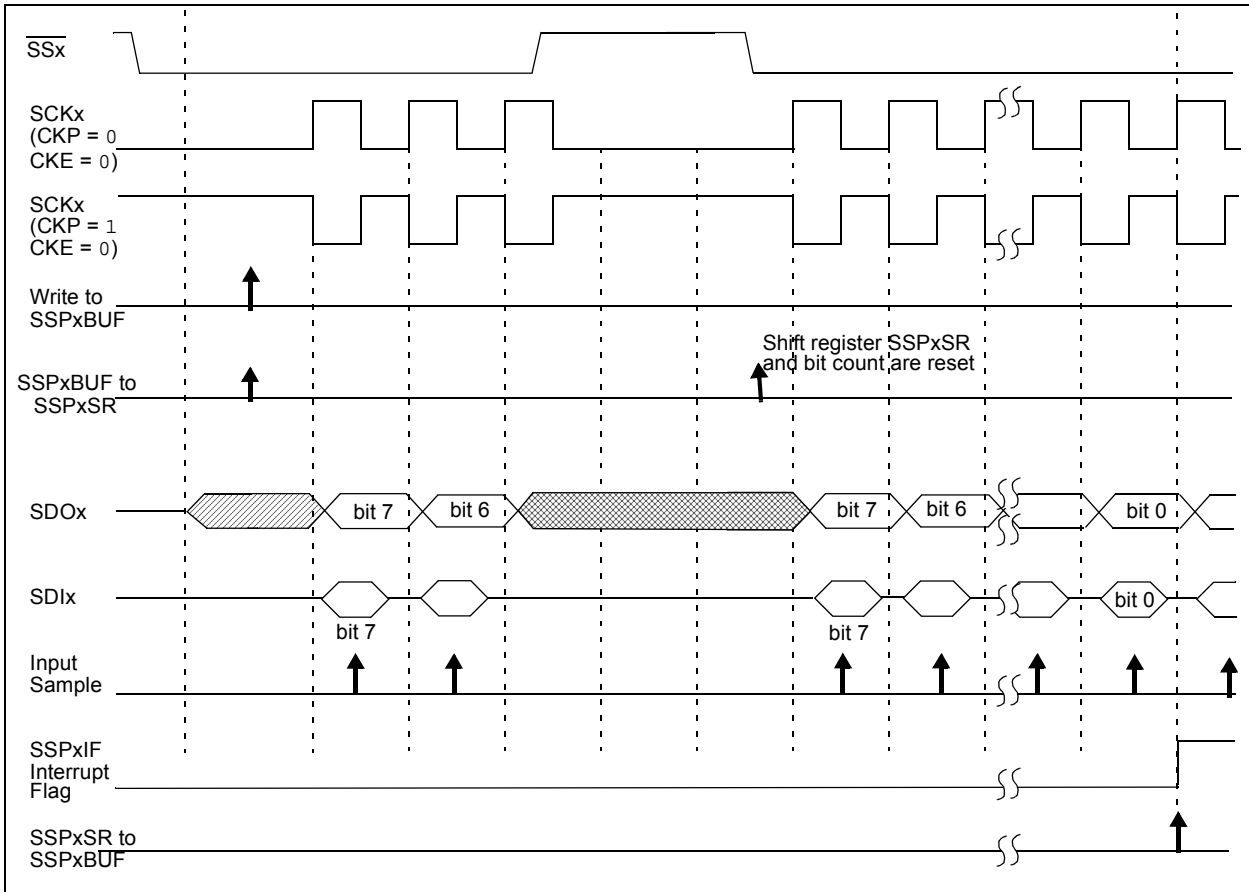 SSx
SCKx
(CKP = 0
CKE = 0)
SCKx
(CKP = 1
CKE = 0)
Write to
SSPxBUF
Shift register SSPxSR
and bit count are reset
SSPxBUF to
SSPxSR
SDOx
bit 7
bit 6
bit 7
bit 6
bit 0
SDIx
bit 0
bit 7
bit 7
Input
Sample
SSPxIF
Interrupt
Flag
SSPxSR to
SSPxBUF